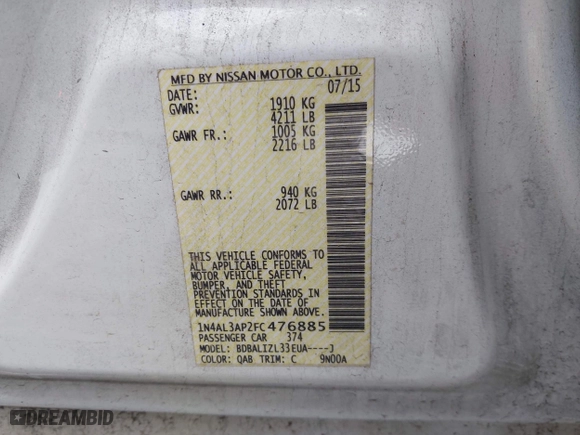 MFD BY NISSAN MOTOR CO., LTD.
DATE: 07/15
GVWR: 1910 KG
4211 LB
GAWR FR.: 1005 KG
2216 LB
GAWR RR.: 940 KG
2072 LB
THIS VEHICLE CONFORMS TO
ALL APPLICABLE FEDERAL
MOTOR VEHICLE SAFETY,
BUMPER, AND THEFT
PREVENTION STANDARDS IN
EFFECT ON THE DATE OF
MANUFACTURE SHOWN ABOVE.
1N4AL3AP2FC476885
PASSENGER CAR 374
MODEL: BDBALIZL33EUA----J
COLOR: QAB TRIM: C 9N00A
DREAMBID